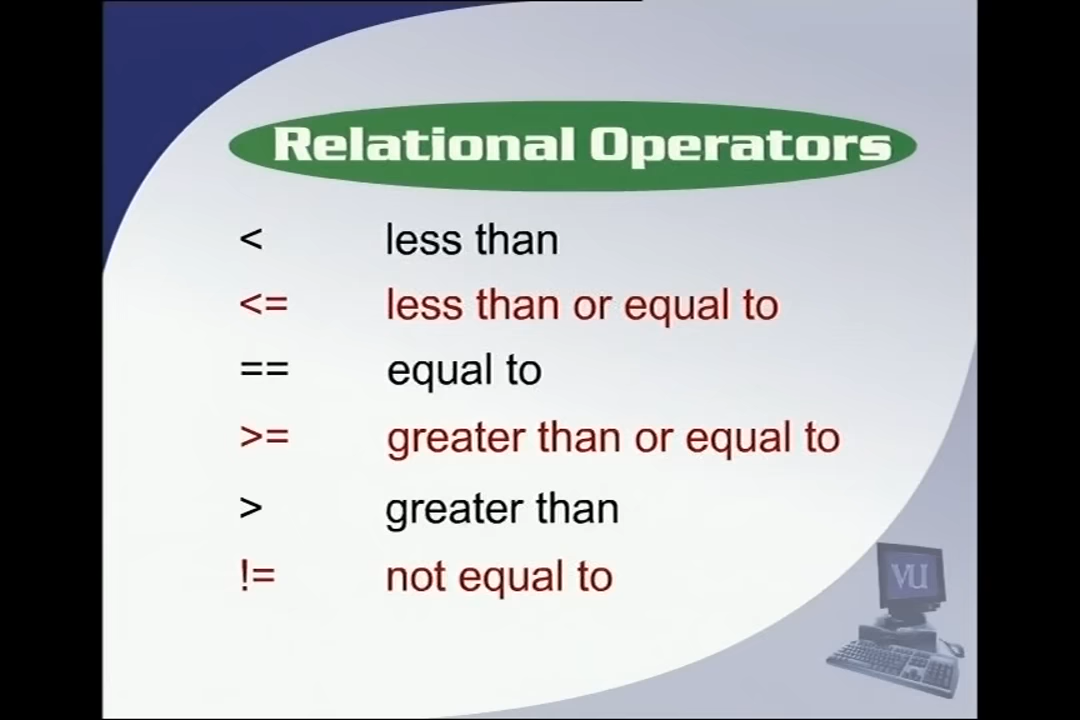 Relational Operators
< less than
<= less than or equal to
== equal to
>= greater than or equal to
> greater than
!= not equal to
VU